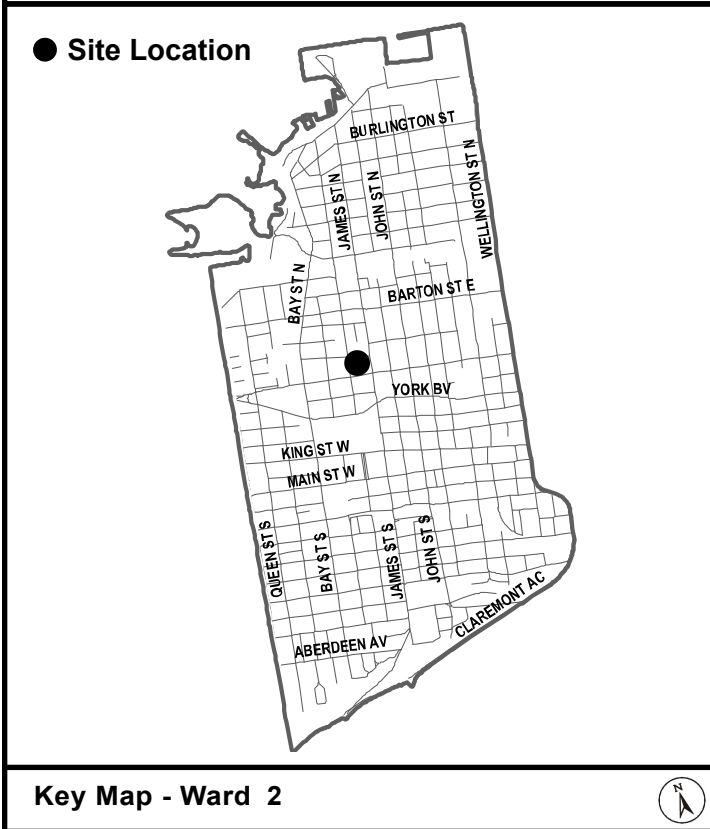 Site Location
BURLINGTON ST
JAMES ST N
JOHN ST N
WELLINGTON ST N
BAY ST N
BARTON ST E
YORK BV
KING ST W
MAIN ST W
QUEEN ST S
BAY ST S
JAMES ST S
JOHN ST S
CLAREMONT AC
ABERDEEN AV
Key Map - Ward 2
N